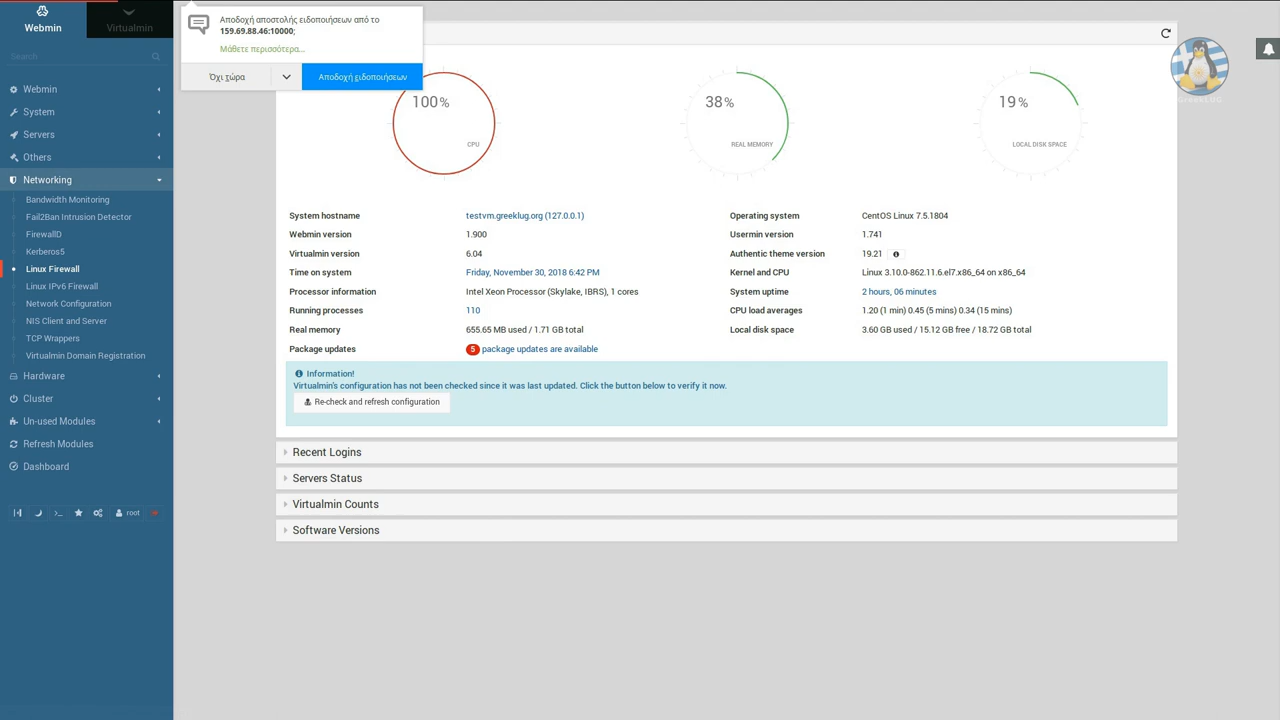 Webmin
Virtualmin
Search
Webmin
System
Servers
Others
Networking
Bandwidth Monitoring
Fail2Ban Intrusion Detector
FirewallD
Kerberos5
Linux Firewall
Linux IPv6 Firewall
Network Configuration
NIS Client and Server
TCP Wrappers
Virtualmin Domain Registration
Hardware
Cluster
Un-used Modules
Refresh Modules
Dashboard
root
Αποδοχή αποστολής ειδοποιήσεων από το
159.69.88.46:10000;
Μάθετε περισσότερα...
Όχι τώρα
Αποδοχή ειδοποιήσεων
100%
CPU
38%
REAL MEMORY
19%
LOCAL DISK SPACE
GreekLUG
System hostname testvm.greeklug.org (127.0.0.1) Operating system CentOS Linux 7.5.1804
Webmin version 1.900 Usermin version 1.741
Virtualmin version 6.04 Authentic theme version 19.21
Time on system Friday, November 30, 2018 6:42 PM Kernel and CPU Linux 3.10.0-862.11.6.el7.x86_64 on x86_64
Processor information Intel Xeon Processor (Skylake, IBRS), 1 cores System uptime 2 hours, 06 minutes
Running processes 110 CPU load averages 1.20 (1 min) 0.45 (5 mins) 0.34 (15 mins)
Real memory 655.65 MB used / 1.71 GB total Local disk space 3.60 GB used / 15.12 GB free / 18.72 GB total
Package updates 5 package updates are available
Information!
Virtualmin's configuration has not been checked since it was last updated. Click the button below to verify it now.
Re-check and refresh configuration
Recent Logins
Servers Status
Virtualmin Counts
Software Versions